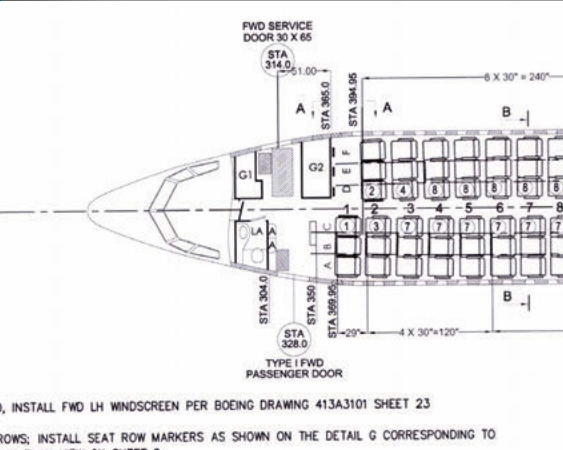 FWD SERVICE
DOOR 30 X 65
STA
314.0
51.00
STA 365.0
STA 394.95
8 X 30" = 240"
A
A
B
G1
G2
F
E
D
2 4 8 8 8 8 8
1 2 3 4 5 6 7 8
1 3 7 7 7 7 7
C
B
A
LA
A
A
STA 304.0
STA 350
STA 369.95
B
29"
4 X 30"=120"
STA
328.0
TYPE I FWD
PASSENGER DOOR
, INSTALL FWD LH WINDSCREEN PER BOEING DRAWING 413A3101 SHEET 23
ROWS; INSTALL SEAT ROW MARKERS AS SHOWN ON THE DETAIL G CORRESPONDING TO